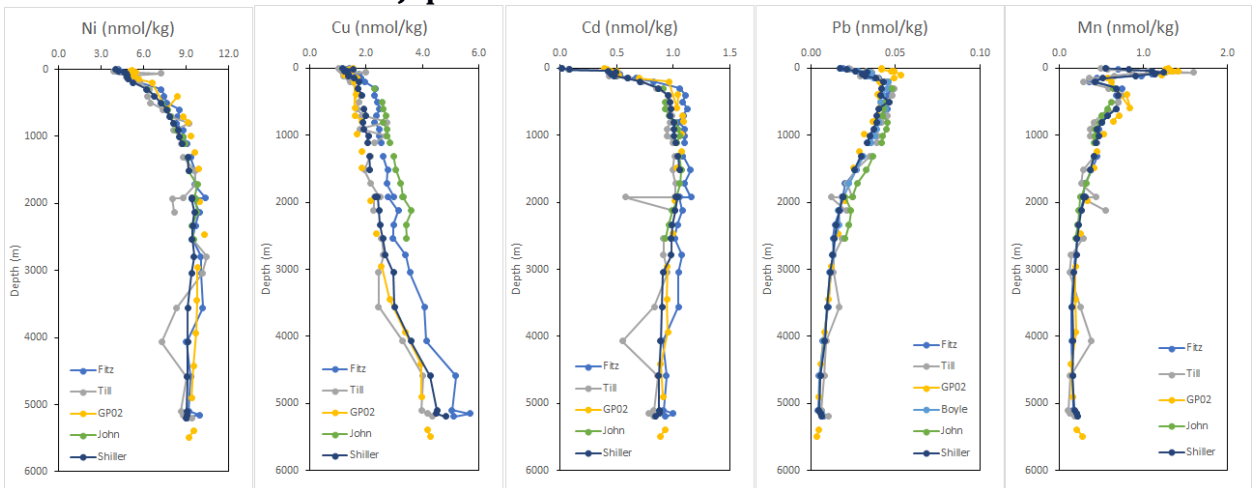 Ni (nmol/kg)
0.0 3.0 6.0 9.0 12.0
0
1000
2000
3000
4000
5000
6000
Depth (m)
Fitz
Till
GP02
John
Shiller
Cu (nmol/kg)
0.0 2.0 4.0 6.0
0
1000
2000
3000
4000
5000
6000
Depth (m)
Fitz
Till
GP02
John
Shiller
Cd (nmol/kg)
0.0 0.5 1.0 1.5
0
1000
2000
3000
4000
5000
6000
Depth (m)
Fitz
Till
GP02
John
Shiller
Pb (nmol/kg)
0.00 0.05 0.10
0
1000
2000
3000
4000
5000
6000
Depth (m)
Fitz
Till
GP02
Boyle
John
Shiller
Mn (nmol/kg)
0.0 1.0 2.0
0
1000
2000
3000
4000
5000
6000
Depth (m)
Fitz
Till
GP02
John
Shiller